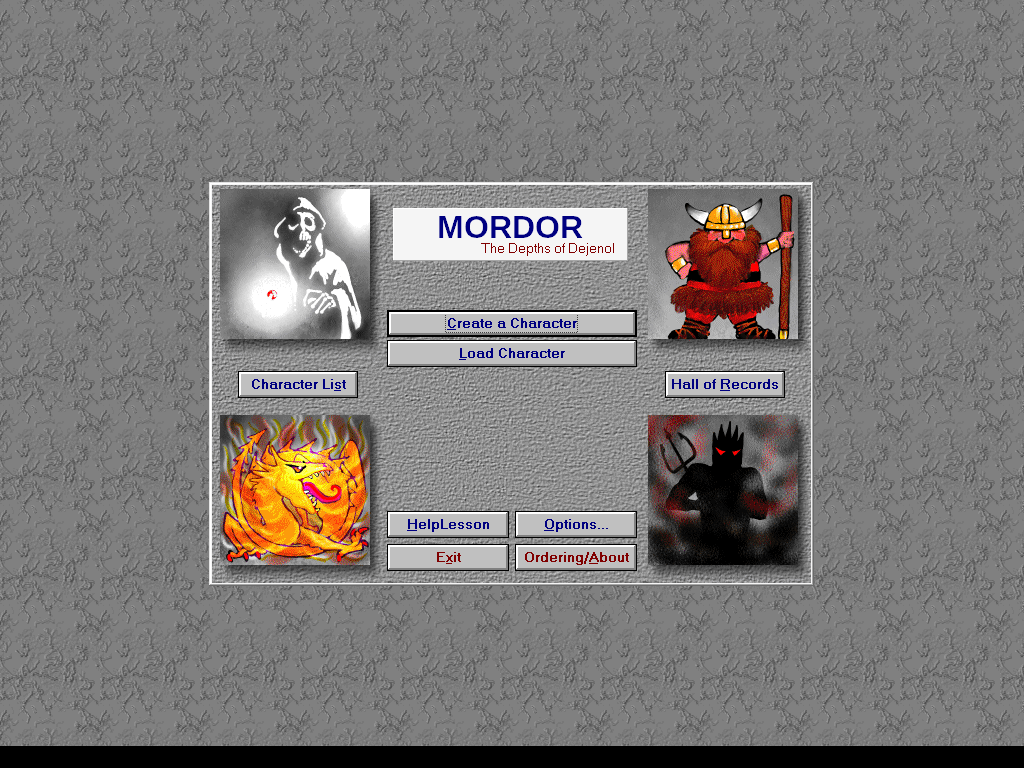 MORDOR
The Depths of Dejenol
Create a Character
Load Character
Character List
Hall of Records
HelpLesson
Options...
Exit
Ordering/About